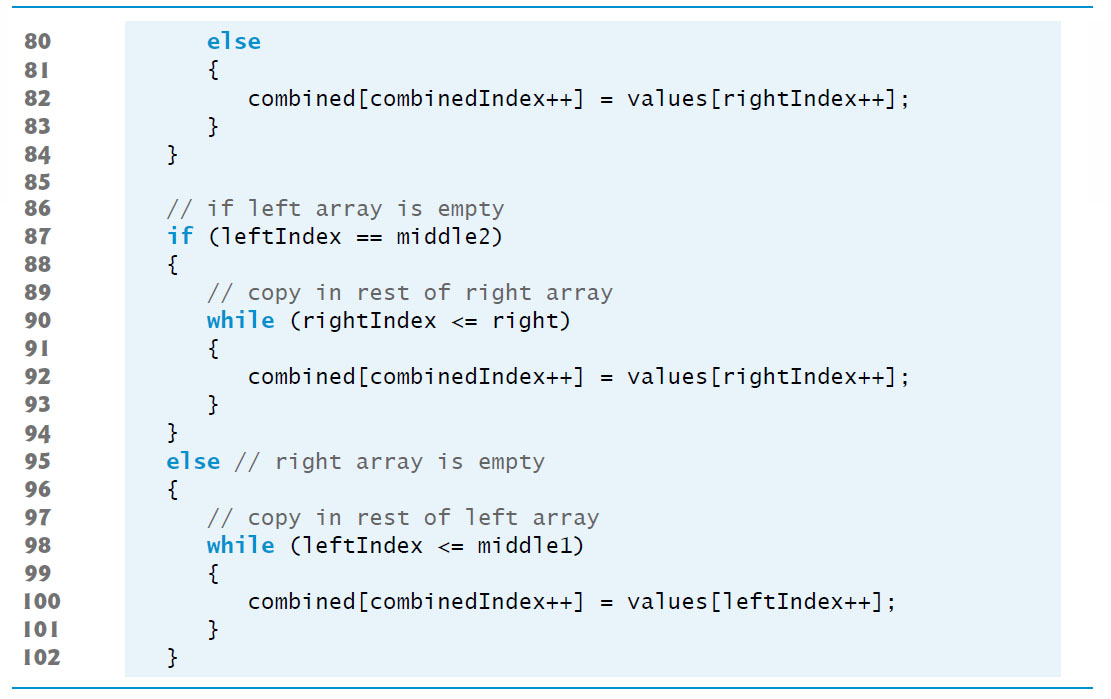 80 else
81 {
82 combined[combinedIndex++] = values[rightIndex++];
83 }
84 }
85
86 // if left array is empty
87 if (leftIndex == middle2)
88 {
89 // copy in rest of right array
90 while (rightIndex <= right)
91 {
92 combined[combinedIndex++] = values[rightIndex++];
93 }
94 }
95 else // right array is empty
96 {
97 // copy in rest of left array
98 while (leftIndex <= middle1)
99 {
100 combined[combinedIndex++] = values[leftIndex++];
101 }
102 }